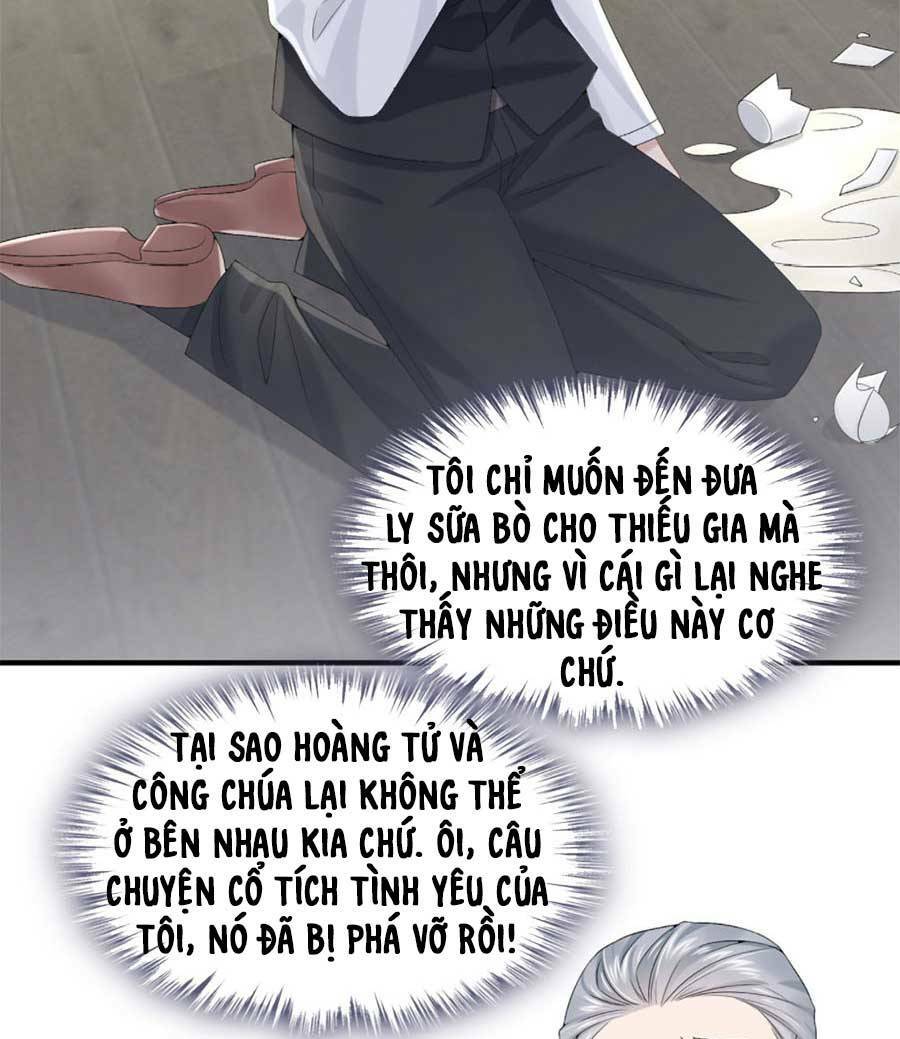 TÔI CHỈ MUỐN ĐẾN ĐƯA
LY SỮA BÒ CHO THIẾU GIA MÀ
THÔI, NHƯNG VÌ CÁI GÌ LẠI NGHE
THẤY NHỮNG ĐIỀU NÀY CƠ
CHỨ.
TẠI SAO HOÀNG TỬ VÀ
CÔNG CHÚA LẠI KHÔNG THỂ
Ở BÊN NHAU KIA CHỨ. ÔI, CÂU
CHUYỆN CỔ TÍCH TÌNH YÊU CỦA
TÔI, NÓ ĐÃ BỊ PHÁ VỠ RỒI!